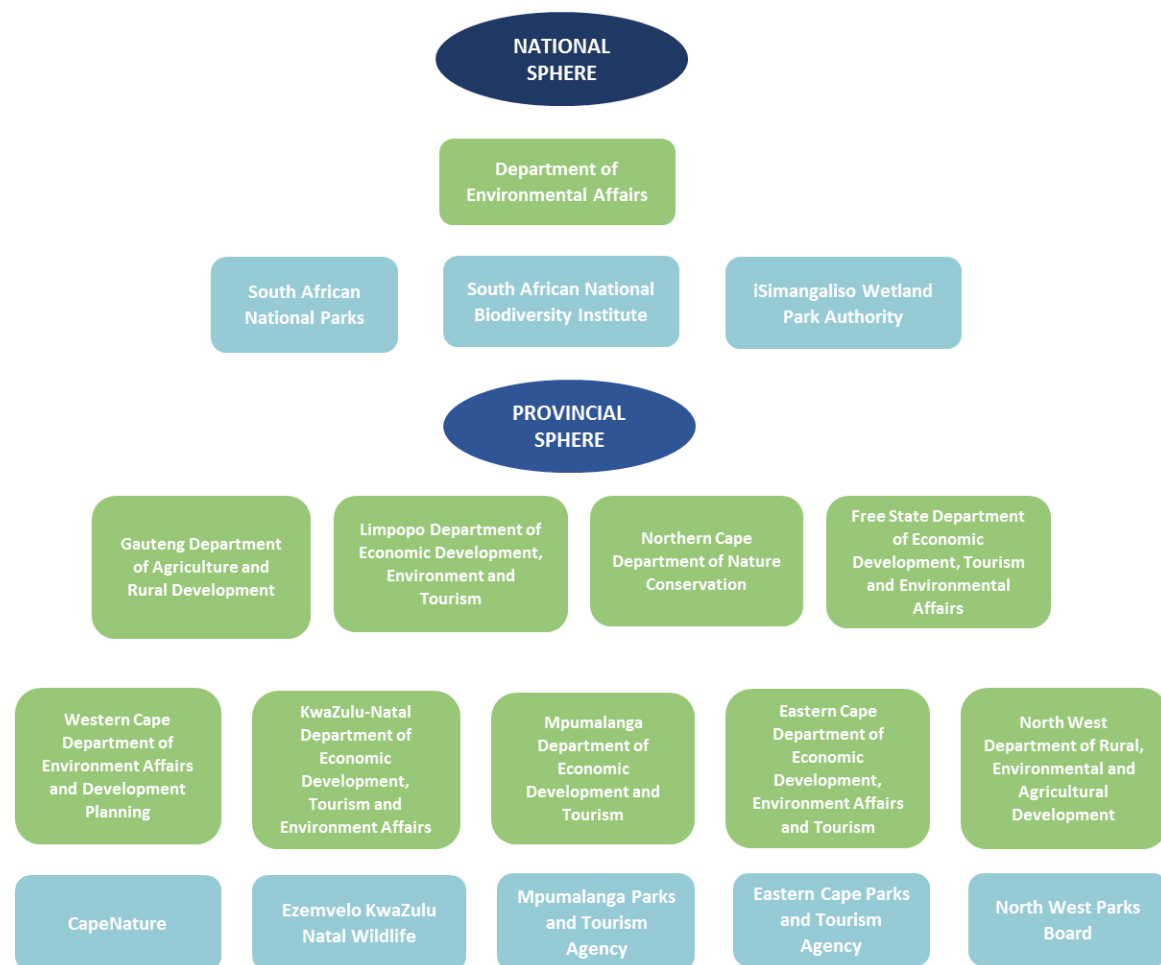 NATIONAL
SPHERE
Department of
Environmental Affairs
South African
National Parks
South African National
Biodiversity Institute
iSimangaliso Wetland
Park Authority
PROVINCIAL
SPHERE
Gauteng Department
of Agriculture and
Rural Development
Limpopo Department of
Economic Development,
Environment and
Tourism
Northern Cape
Department of Nature
Conservation
Free State Department
of Economic
Development, Tourism
and Environmental
Affairs
Western Cape
Department of
Environment Affairs
and Development
Planning
KwaZulu-Natal
Department of
Economic
Development,
Tourism and
Environment Affairs
Mpumalanga
Department of
Economic
Development and
Tourism
Eastern Cape
Department of
Economic
Development,
Environment Affairs
and Tourism
North West
Department of Rural,
Environmental and
Agricultural
Development
CapeNature
Ezemvelo KwaZulu
Natal Wildlife
Mpumalanga Parks
and Tourism
Agency
Eastern Cape Parks
and Tourism
Agency
North West Parks
Board